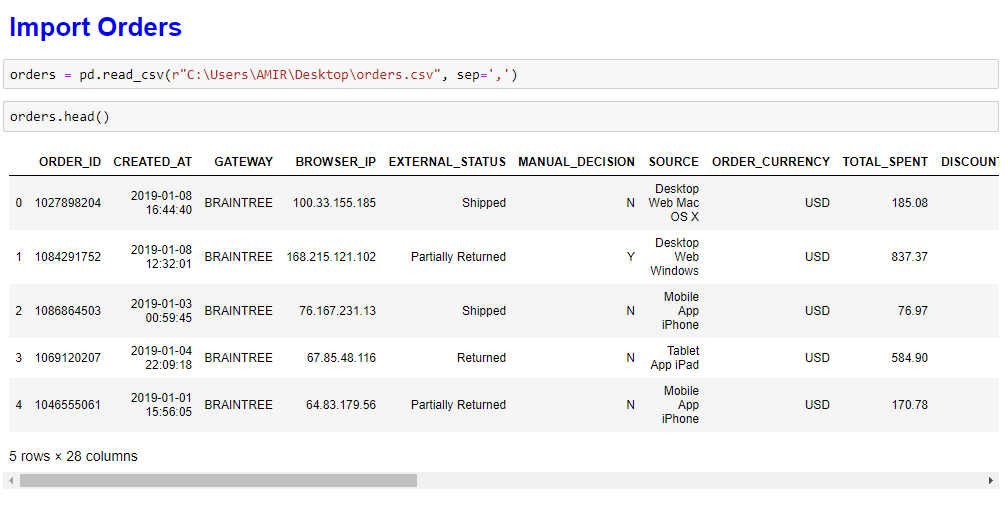 Import Orders
orders = pd.read_csv(r"C:\Users\AMIR\Desktop\orders.csv", sep=',')
orders.head()
ORDER_ID CREATED_AT GATEWAY BROWSER_IP EXTERNAL_STATUS MANUAL_DECISION SOURCE ORDER_CURRENCY TOTAL_SPENT DISCOUNT
0 1027898204 2019-01-08 16:44:40 BRAINTREE 100.33.155.185 Shipped N Desktop Web Mac OS X USD 185.08
1 1084291752 2019-01-08 12:32:01 BRAINTREE 168.215.121.102 Partially Returned Y Desktop Web Windows USD 837.37
2 1086864503 2019-01-03 00:59:45 BRAINTREE 76.167.231.13 Shipped N Mobile App iPhone USD 76.97
3 1069120207 2019-01-04 22:09:18 BRAINTREE 67.85.48.116 Returned N Tablet App iPad USD 584.90
4 1046555061 2019-01-01 15:56:05 BRAINTREE 64.83.179.56 Partially Returned N Mobile App iPhone USD 170.78
5 rows × 28 columns